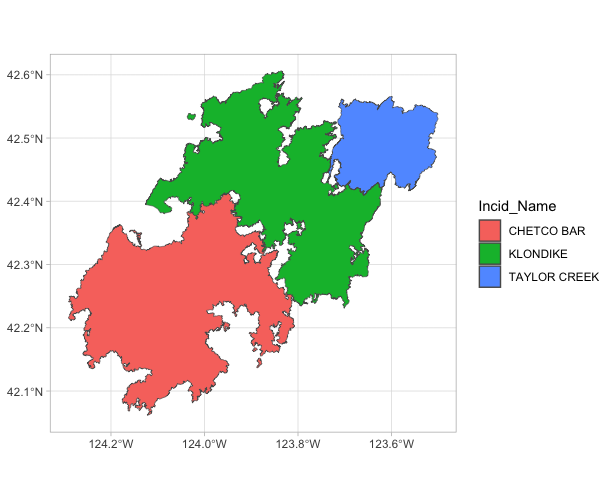 42.6°N
42.5°N
42.4°N
42.3°N
42.2°N
42.1°N
124.2°W 124.0°W 123.8°W 123.6°W
Incid_Name
CHETCO BAR
KLONDIKE
TAYLOR CREEK